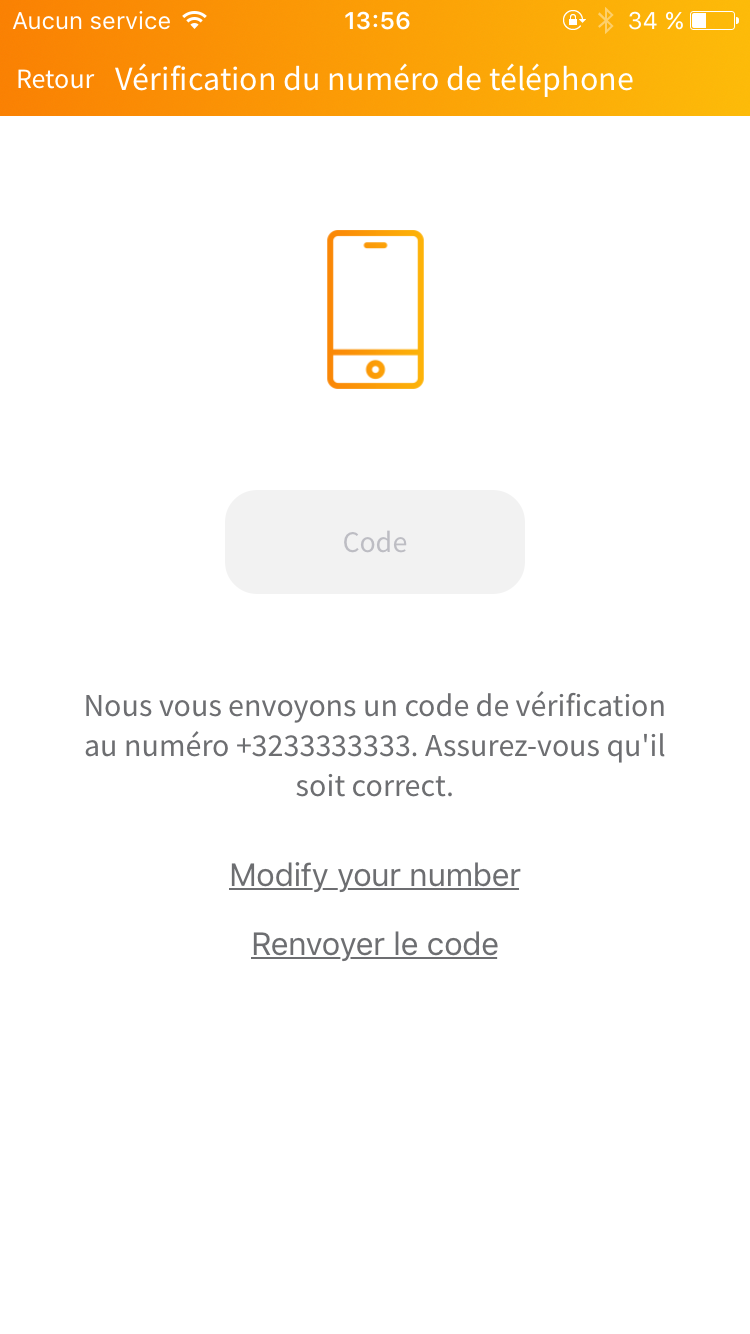 Aucun service 13:56 34 %
Retour Vérification du numéro de téléphone
Code
Nous vous envoyons un code de vérification
au numéro +3233333333. Assurez-vous qu'il
soit correct.
Modify your number
Renvoyer le code